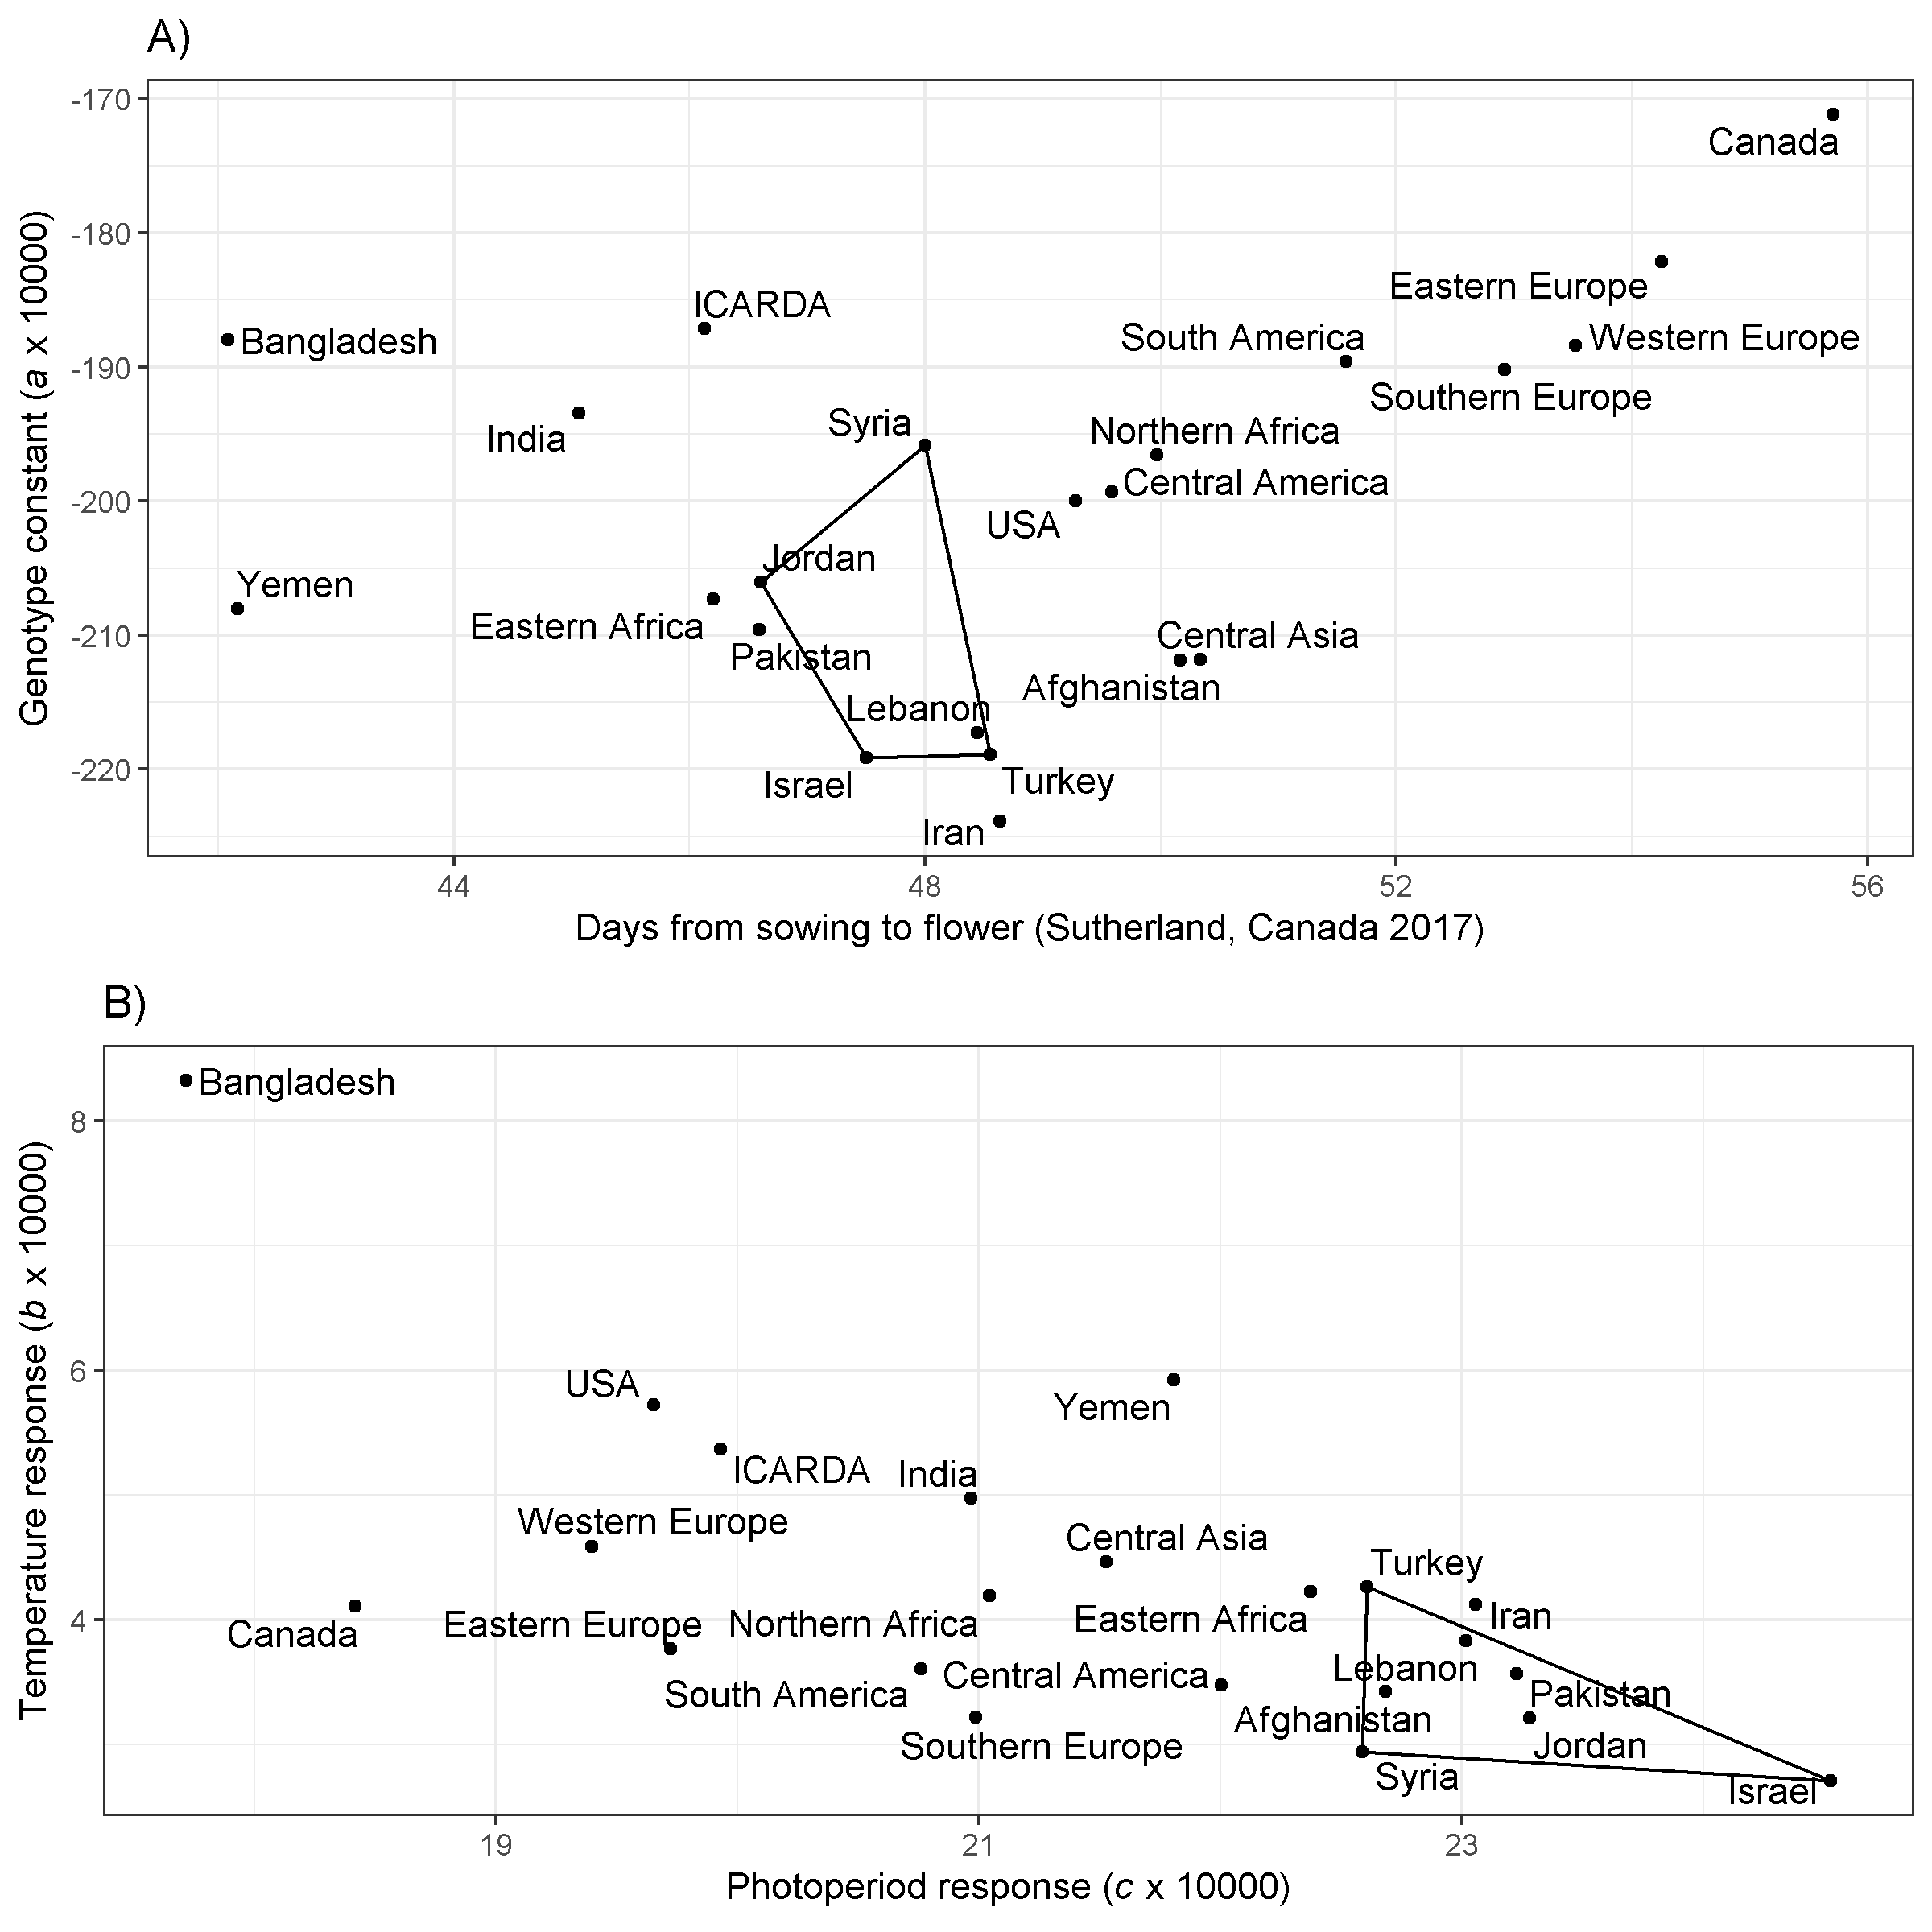 A)
Genotype constant (a x 10000)
-170
-180
-190
-200
-210
-220
Canada
Eastern Europe
ICARDA
Bangladesh
South America
Western Europe
Southern Europe
India
Syria
Northern Africa
Central America
USA
Jordan
Yemen
Eastern Africa
Central Asia
Pakistan
Afghanistan
Lebanon
Israel
Turkey
Iran
44
48
52
56
Days from sowing to flower (Sutherland, Canada 2017)
B)
Temperature response (b x 10000)
8
6
4
Bangladesh
USA
Yemen
ICARDA
India
Western Europe
Central Asia
Turkey
Canada
Eastern Europe
Northern Africa
Eastern Africa
Iran
Lebanon
Central America
South America
Pakistan
Afghanistan
Southern Europe
Jordan
Syria
Israel
19
21
23
Photoperiod response (c x 10000)